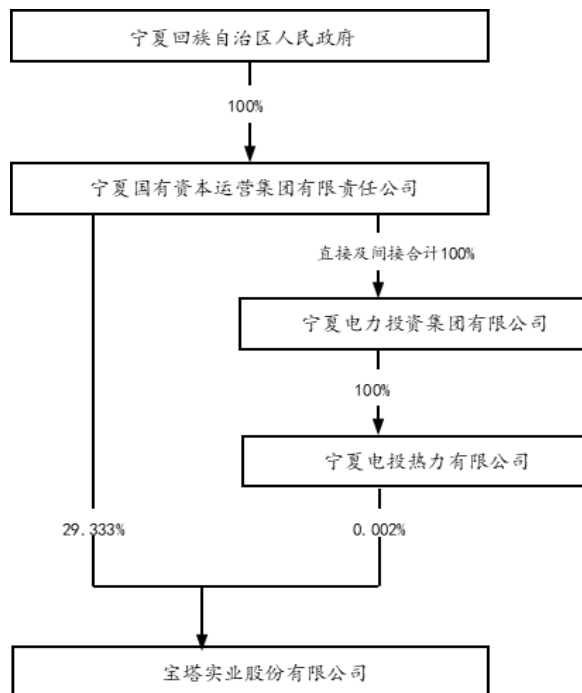 宁夏回族自治区人民政府
100%
宁夏国有资本运营集团有限责任公司
直接及间接合计100%
宁夏电力投资集团有限公司
100%
宁夏电投热力有限公司
29.333%
0.002%
宝塔实业股份有限公司